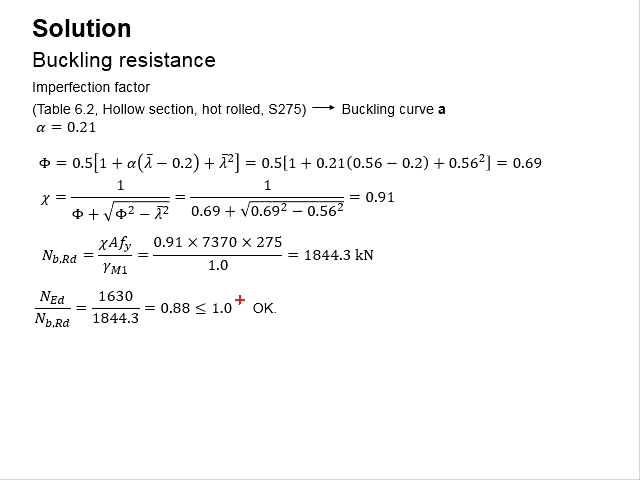 Solution
Buckling resistance
Imperfection factor
(Table 6.2, Hollow section, hot rolled, S275) ⟶ Buckling curve a
α = 0.21
Φ = 0.5[1 + α(λ̄ − 0.2) + λ̄²] = 0.5[1 + 0.21(0.56 − 0.2) + 0.56²] = 0.69
χ = 1 / (Φ + √(Φ² − λ̄²)) = 1 / (0.69 + √(0.69² − 0.56²)) = 0.91
N_b,Rd = χAf_y / γ_M1 = (0.91 × 7370 × 275) / 1.0 = 1844.3 kN
N_Ed / N_b,Rd = 1630 / 1844.3 = 0.88 ≤ 1.0 OK.